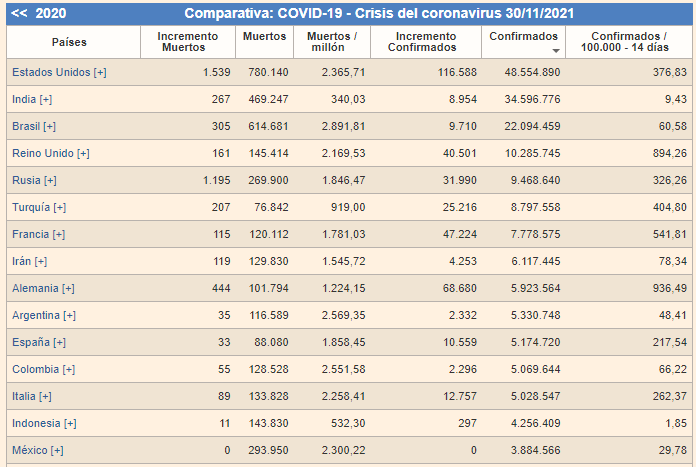 << 2020 Comparativa: COVID-19 - Crisis del coronavirus 30/11/2021
Países Incremento Muertos Muertos Muertos / millón Incremento Confirmados Confirmados Confirmados / 100.000 - 14 días
Estados Unidos [+] 1.539 780.140 2.365,71 116.588 48.554.890 376,83
India [+] 267 469.247 340,03 8.954 34.596.776 9,43
Brasil [+] 305 614.681 2.891,81 9.710 22.094.459 60,58
Reino Unido [+] 161 145.414 2.169,53 40.501 10.285.745 894,26
Rusia [+] 1.195 269.900 1.846,47 31.990 9.468.640 326,26
Turquía [+] 207 76.842 919,00 25.216 8.797.558 404,80
Francia [+] 115 120.112 1.781,03 47.224 7.778.575 541,81
Irán [+] 119 129.830 1.545,72 4.253 6.117.445 78,34
Alemania [+] 444 101.794 1.224,15 68.680 5.923.564 936,49
Argentina [+] 35 116.589 2.569,35 2.332 5.330.748 48,41
España [+] 33 88.080 1.858,45 10.559 5.174.720 217,54
Colombia [+] 55 128.528 2.551,58 2.296 5.069.644 66,22
Italia [+] 89 133.828 2.258,41 12.757 5.028.547 262,37
Indonesia [+] 11 143.830 532,30 297 4.256.409 1,85
México [+] 0 293.950 2.300,22 0 3.884.566 29,78